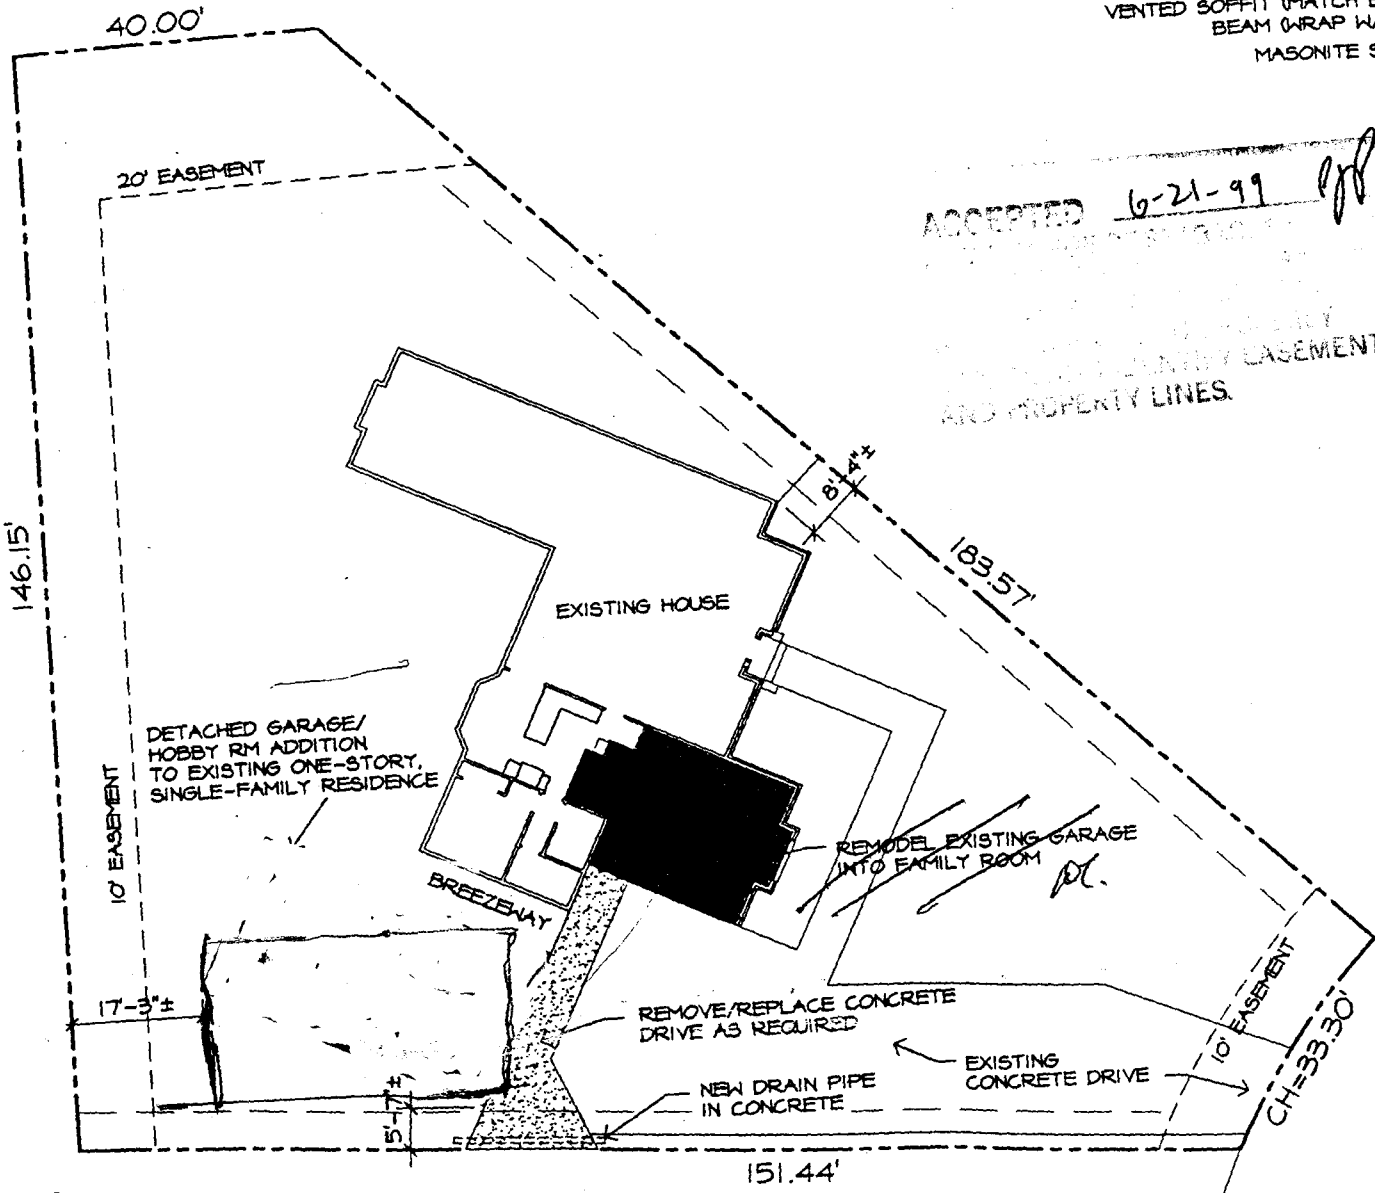 40.00'
VENTED SOFFIT (MATCH
BEAM (WRAP
MASONITE
20' EASEMENT
ACCEPTED 6-21-99
EASEMENT
AND PROPERTY LINES.
8'-4"±
146.15'
183.57'
EXISTING HOUSE
DETACHED GARAGE/
HOBBY RM ADDITION
TO EXISTING ONE-STORY,
SINGLE-FAMILY RESIDENCE
10' EASEMENT
REMODEL EXISTING GARAGE
INTO FAMILY ROOM
BREEZEWAY
17'-3"±
REMOVE/REPLACE CONCRETE
DRIVE AS REQUIRED
10' EASEMENT
EXISTING
CONCRETE DRIVE
CH=33.30'
NEW DRAIN PIPE
IN CONCRETE
5'-7"±
151.44'